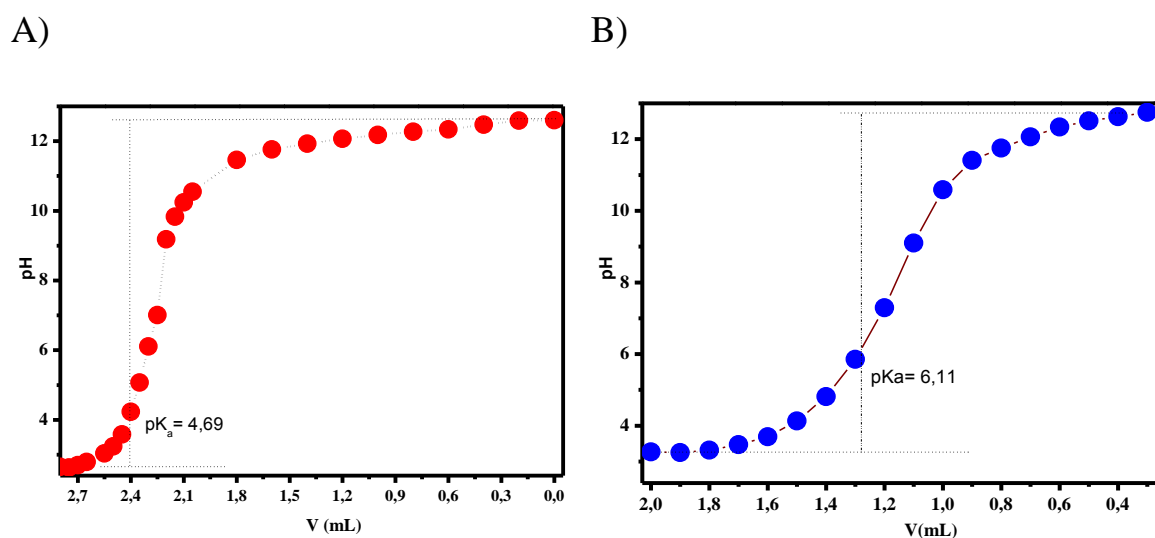 A)
pH
12
10
8
6
4
pKa= 4,69
2,7 2,4 2,1 1,8 1,5 1,2 0,9 0,6 0,3 0,0
V (mL)
B)
pH
12
10
8
6
4
pKa= 6,11
2,0 1,8 1,6 1,4 1,2 1,0 0,8 0,6 0,4
V(mL)